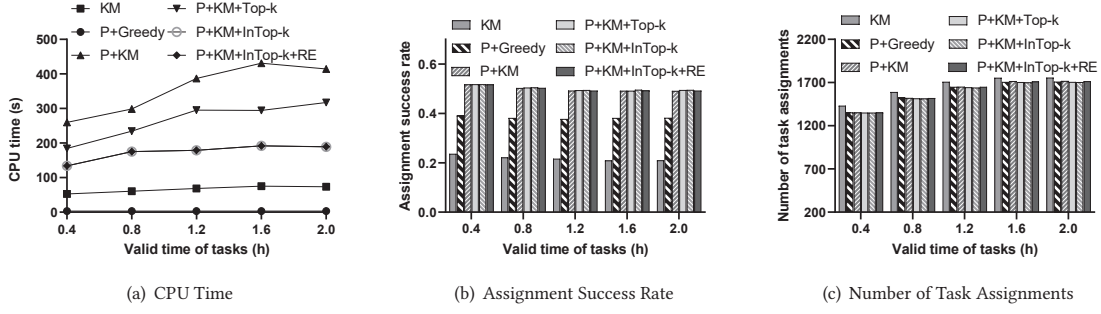 KM
P+Greedy
P+KM
P+KM+Top-k
P+KM+InTop-k
P+KM+InTop-k+RE
CPU time (s)
500
400
300
200
100
0
0.4 0.8 1.2 1.6 2.0
Valid time of tasks (h)
(a) CPU Time
KM
P+Greedy
P+KM
P+KM+Top-k
P+KM+InTop-k
P+KM+InTop-k+RE
Assignment success rate
0.6
0.4
0.2
0.0
0.4 0.8 1.2 1.6 2.0
Valid time of tasks (h)
(b) Assignment Success Rate
KM
P+Greedy
P+KM
P+KM+Top-k
P+KM+InTop-k
P+KM+InTop-k+RE
Number of task assignments
2200
1700
1200
700
200
0.4 0.8 1.2 1.6 2.0
Valid time of tasks (h)
(c) Number of Task Assignments